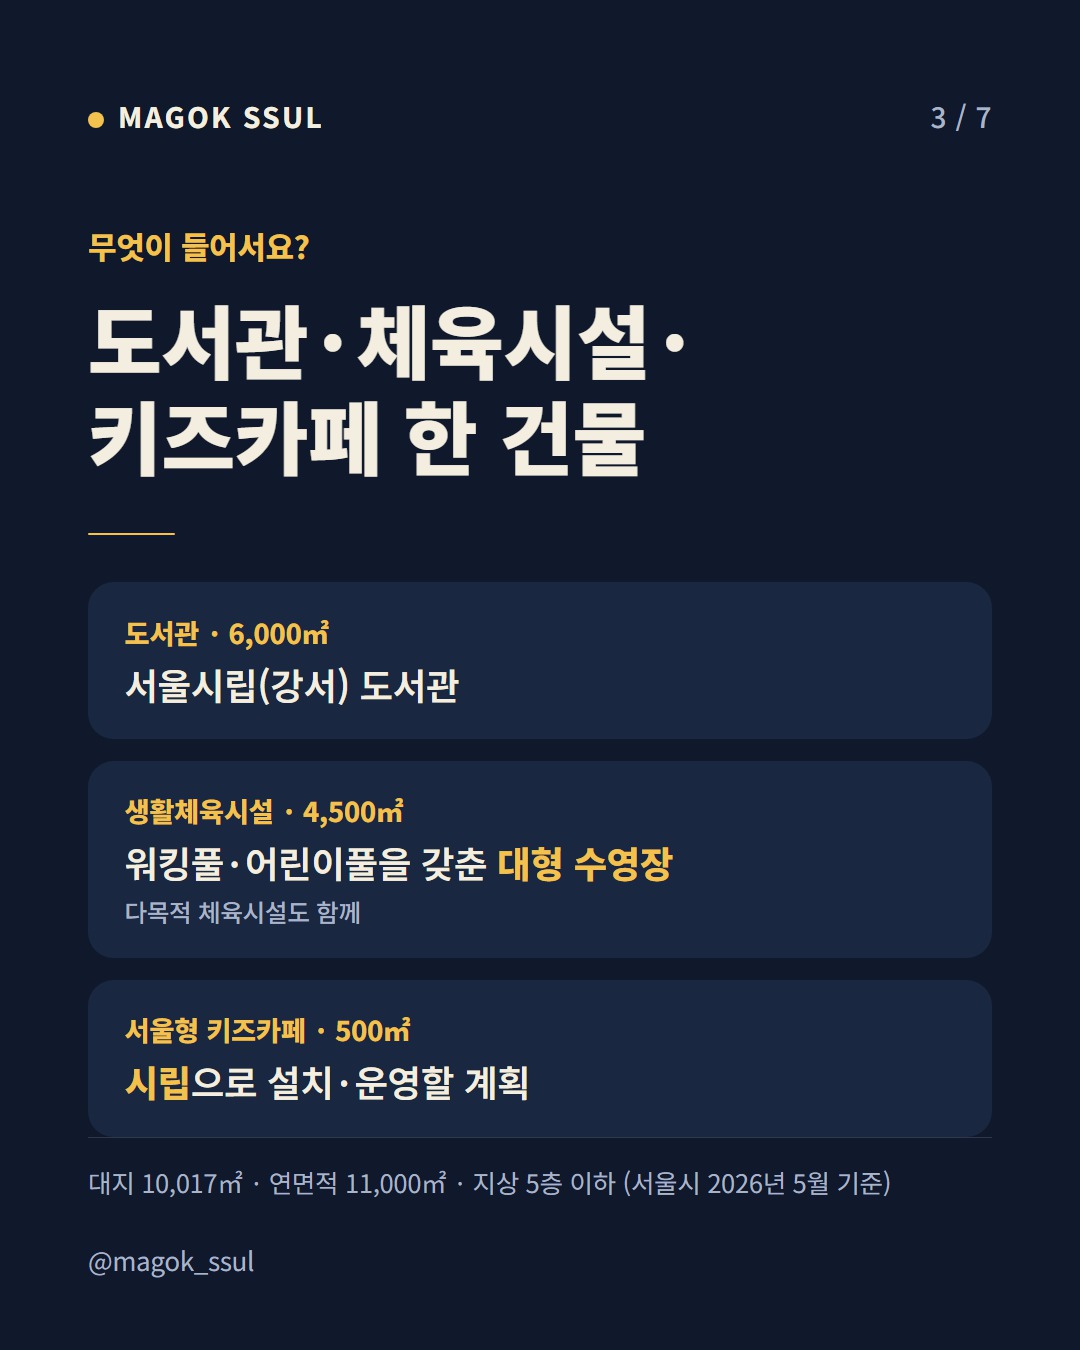 MAGOK SSUL
3 / 7
무엇이 들어서요?
도서관·체육시설·
키즈카페 한 건물
도서관 · 6,000㎡
서울시립(강서) 도서관
생활체육시설 · 4,500㎡
워킹풀·어린이풀을 갖춘 대형 수영장
다목적 체육시설도 함께
서울형 키즈카페 · 500㎡
시립으로 설치·운영할 계획
대지 10,017㎡ · 연면적 11,000㎡ · 지상 5층 이하 (서울시 2026년 5월 기준)
@magok_ssul